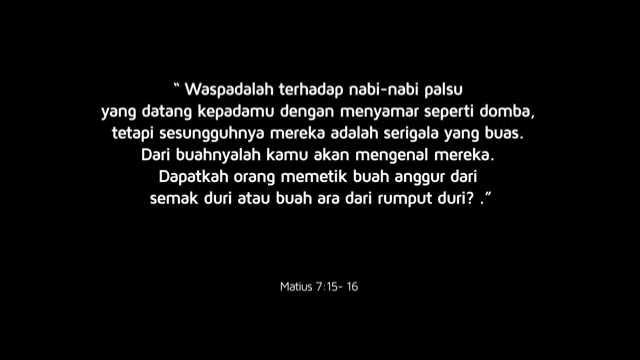 “ Waspadalah terhadap nabi-nabi palsu
yang datang kepadamu dengan menyamar seperti domba,
tetapi sesungguhnya mereka adalah serigala yang buas.
Dari buahnyalah kamu akan mengenal mereka.
Dapatkah orang memetik buah anggur dari
semak duri atau buah ara dari rumput duri? .”
Matius 7:15- 16